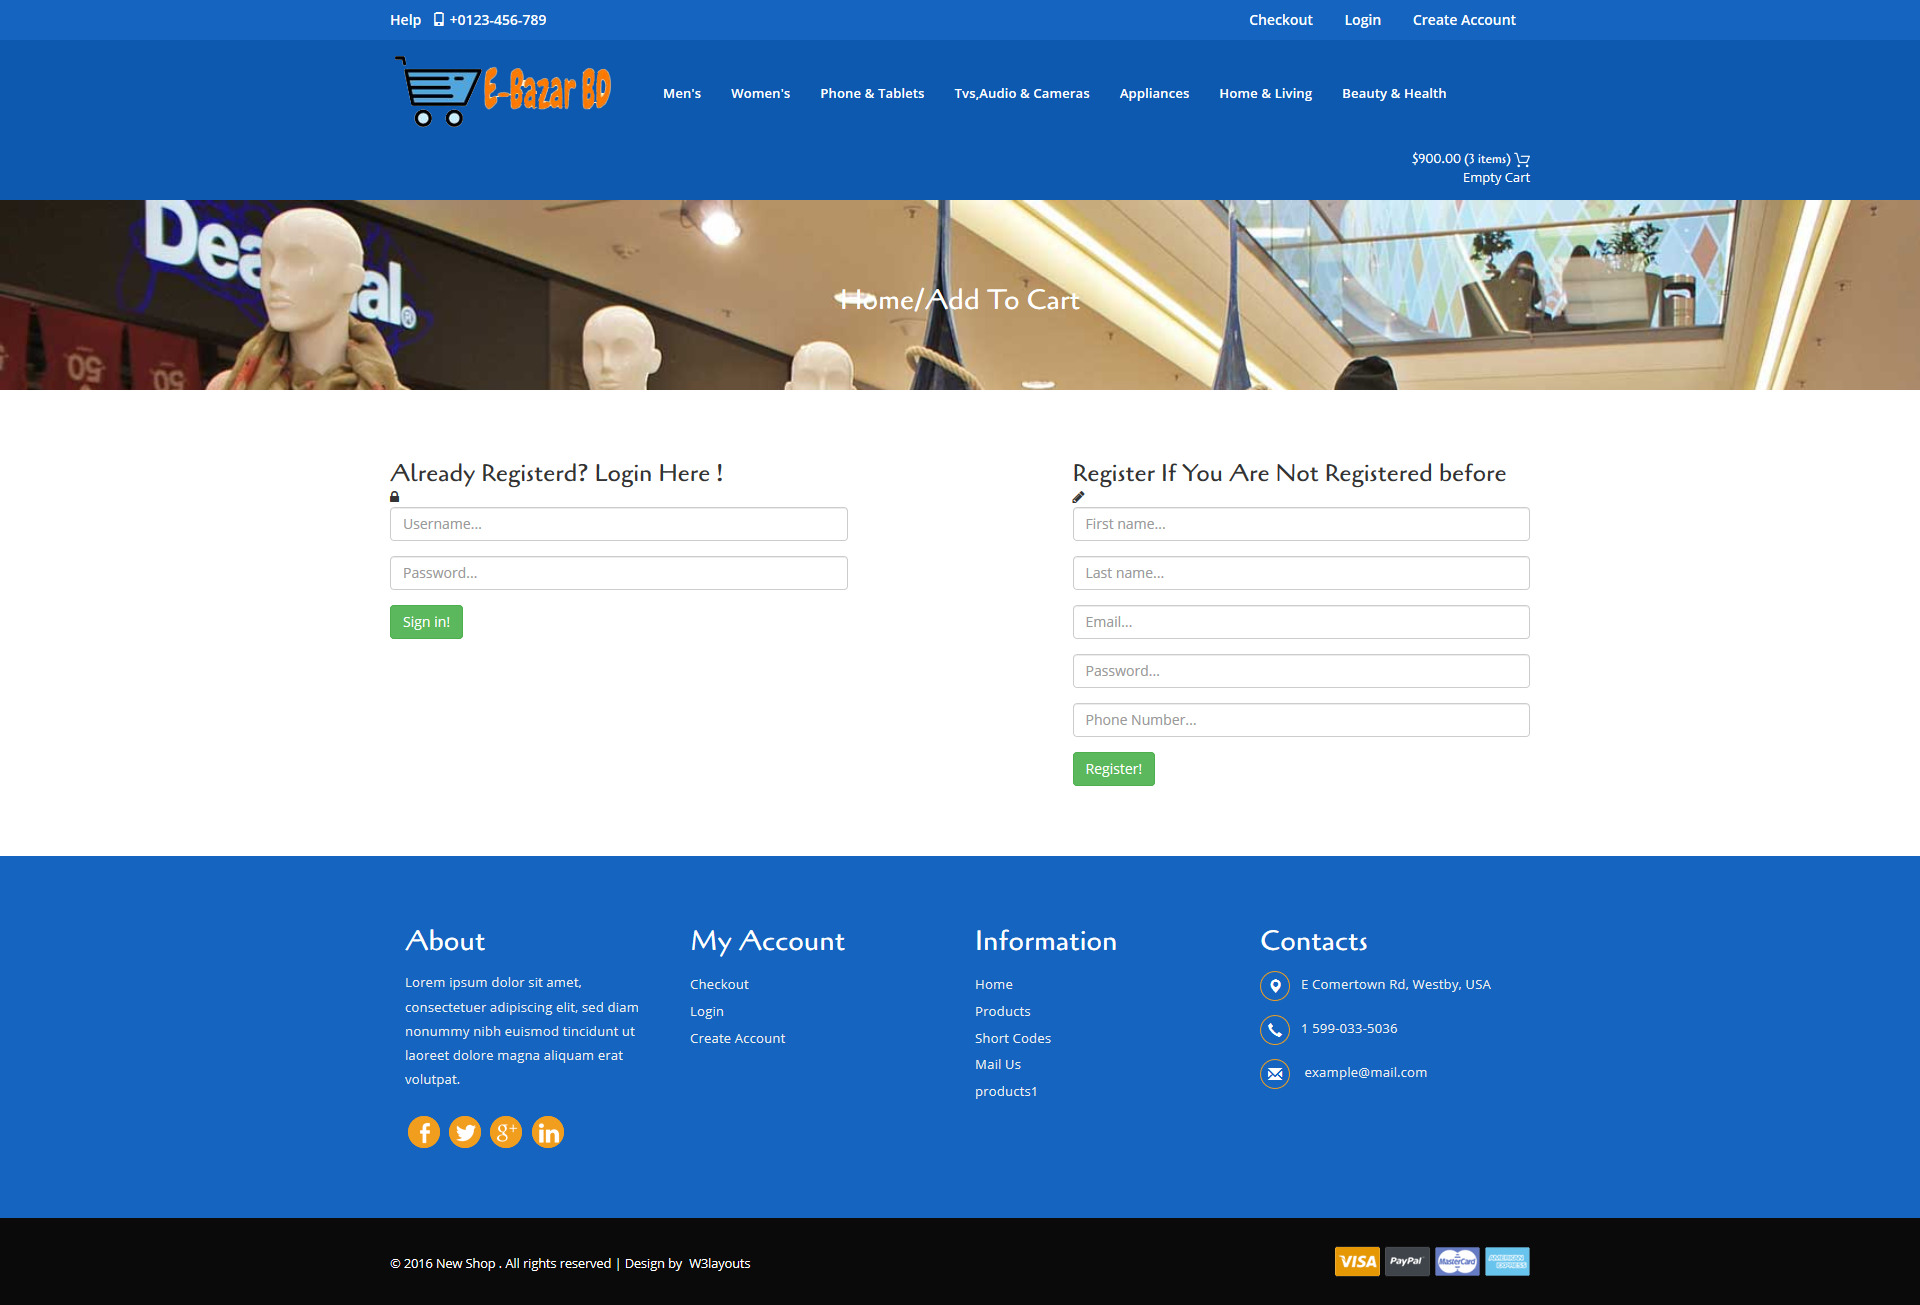 Help +0123-456-789 Checkout Login Create Account
E-Bazar BD
Men's Women's Phone & Tablets Tvs,Audio & Cameras Appliances Home & Living Beauty & Health
$900.00 (3 items)
Empty Cart
Home/Add To Cart
50
50
Already Registerd? Login Here !
Username...
Password...
Sign in!
Register If You Are Not Registered before
First name...
Last name...
Email...
Password...
Phone Number...
Register!
About
Lorem ipsum dolor sit amet,
consectetuer adipiscing elit, sed diam
nonummy nibh euismod tincidunt ut
laoreet dolore magna aliquam erat
volutpat.
My Account
Checkout
Login
Create Account
Information
Home
Products
Short Codes
Mail Us
products1
Contacts
E Comertown Rd, Westby, USA
1 599-033-5036
example@mail.com
© 2016 New Shop . All rights reserved | Design by W3layouts
VISA PayPal MasterCard AMERICAN EXPRESS